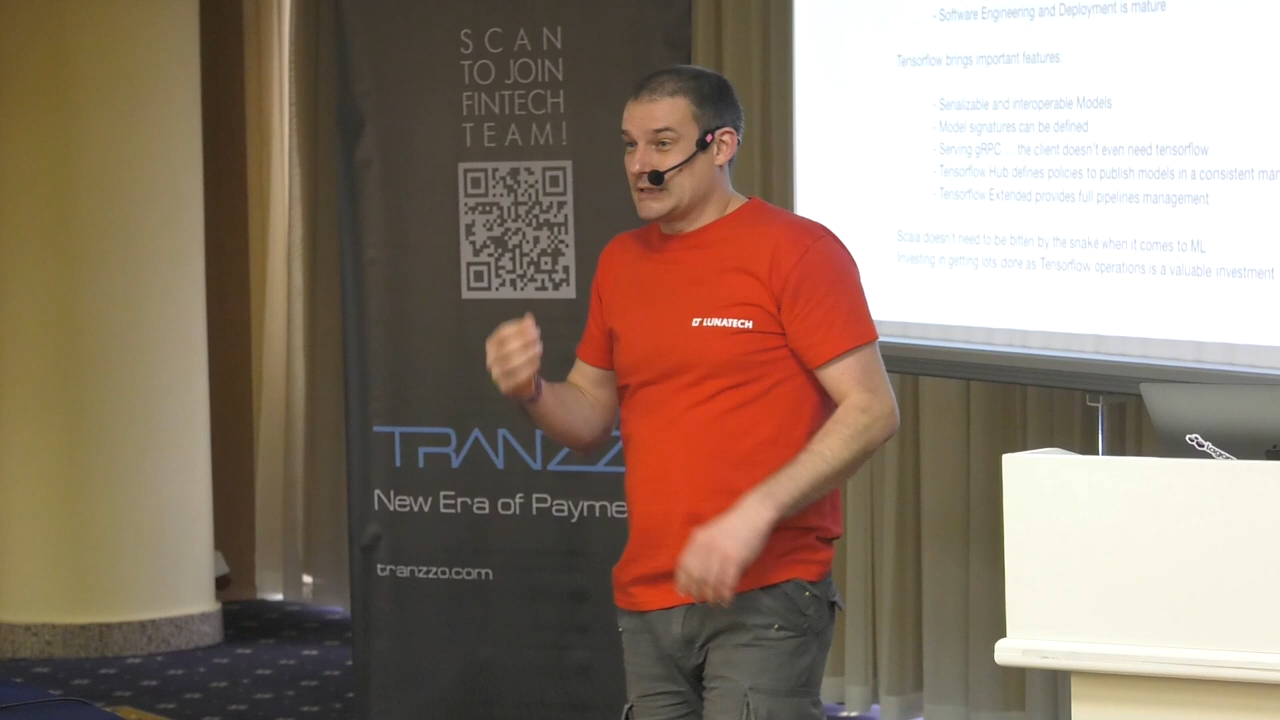 SCAN
TO JOIN
FINTECH
TEAM!
TRANZZ
New Era of Payme
tranzzo.com
LUNATECH
- Software Engineering and Deployment is mature
Tensorflow brings important features:
- Serializable and interoperable Models
- Model signatures can be defined
- Serving gRPC the client doesn't even need tensorflow
- Tensorflow Hub defines policies to publish models in a consistent man
- Tensorflow Extended provides full pipelines management
Scala doesn't need to be bitten by the snake when it comes to ML
Investing in getting lots done as Tensorflow operations is a valuable investment